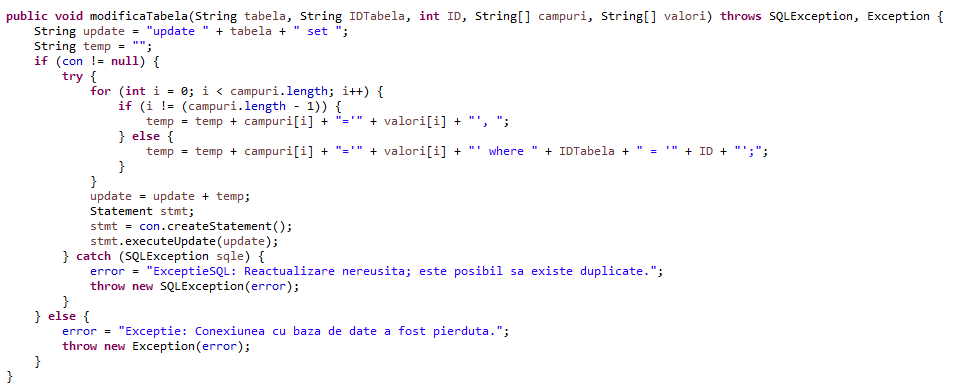 public void modificaTabela(String tabela, String IDTabela, int ID, String[] campuri, String[] valori) throws SQLException, Exception {
    String update = "update " + tabela + " set ";
    String temp = "";
    if (con != null) {
        try {
            for (int i = 0; i < campuri.length; i++) {
                if (i != (campuri.length - 1)) {
                    temp = temp + campuri[i] + "='" + valori[i] + "', ";
                } else {
                    temp = temp + campuri[i] + "='" + valori[i] + "' where " + IDTabela + " = '" + ID + "';";
                }
            }
            update = update + temp;
            Statement stmt;
            stmt = con.createStatement();
            stmt.executeUpdate(update);
        } catch (SQLException sqle) {
            error = "ExceptieSQL: Reactualizare nereusita; este posibil sa existe duplicate.";
            throw new SQLException(error);
        }
    } else {
        error = "Exceptie: Conexiunea cu baza de date a fost pierduta.";
        throw new Exception(error);
    }
}